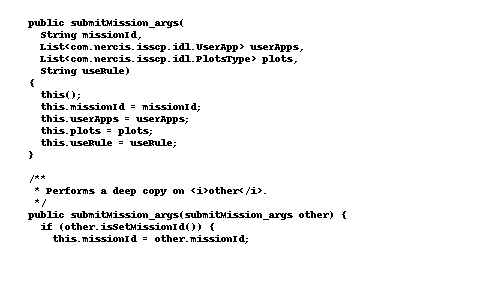 public submitMission_args(
String missionId,
List<com.nercis.isscp.idl.UserApp> userApps,
List<com.nercis.isscp.idl.PlotsType> plots,
String useRule)
{
this();
this.missionId = missionId;
this.userApps = userApps;
this.plots = plots;
this.useRule = useRule;
}
/**
* Performs a deep copy on <i>other</i>.
*/
public submitMission_args(submitMission_args other) {
if (other.isSetMissionId()) {
this.missionId = other.missionId;